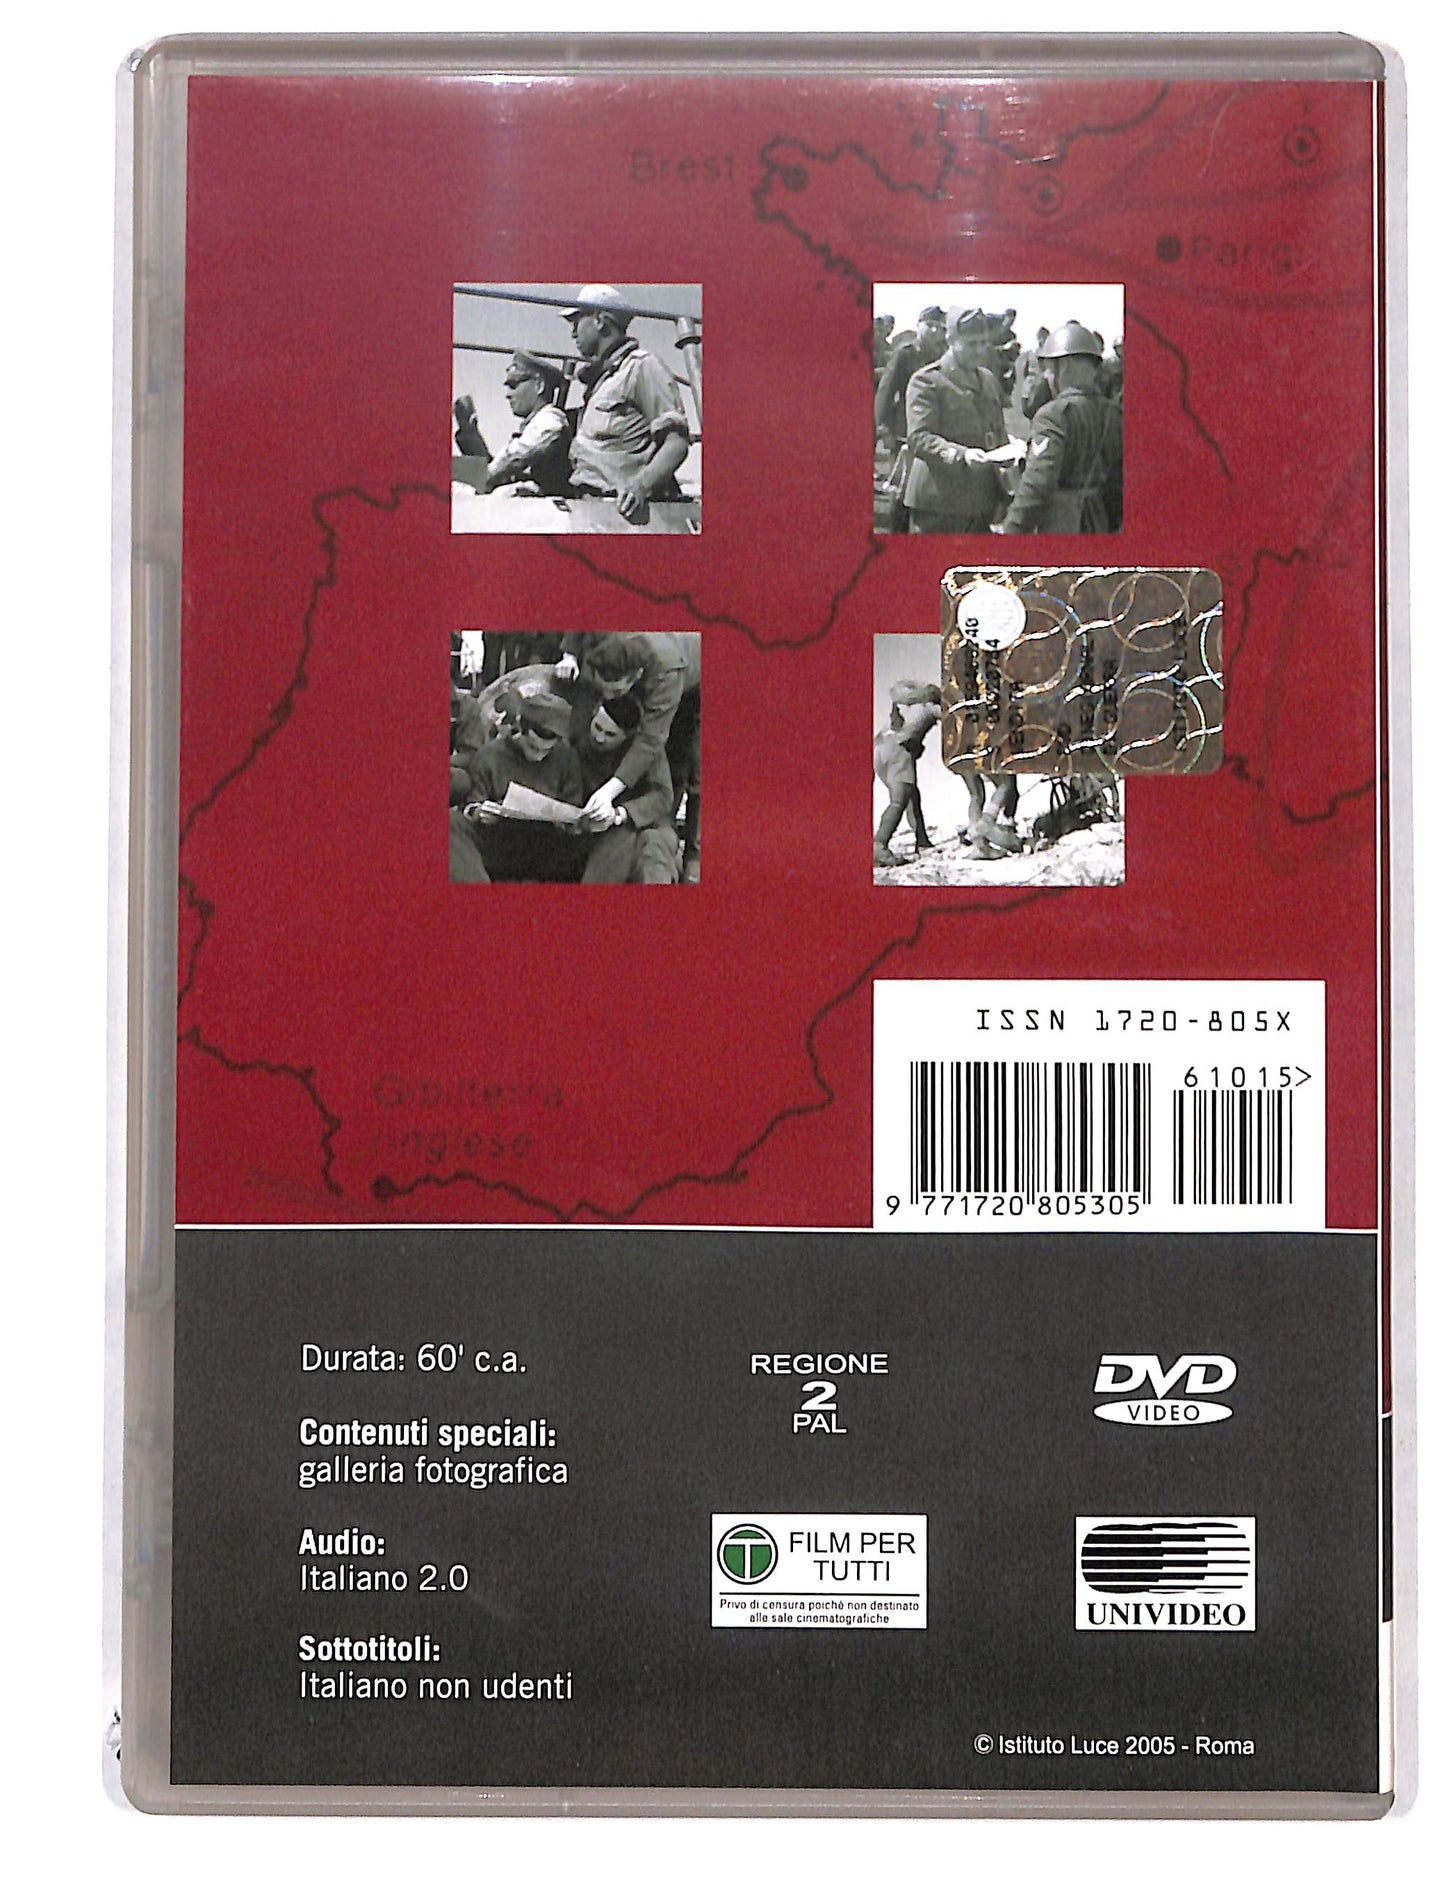 Brest
Parigi
Gibilterra
inglese
ISSN 1720-805X
61015>
9 771720 805305
Durata: 60' c.a.
Contenuti speciali:
galleria fotografica
Audio:
Italiano 2.0
Sottotitoli:
Italiano non udenti
REGIONE
2
PAL
DVD
VIDEO
T FILM PER
TUTTI
Privo di censura poichè non destinato
alle sale cinematografiche
UNIVIDEO
© Istituto Luce 2005 - Roma